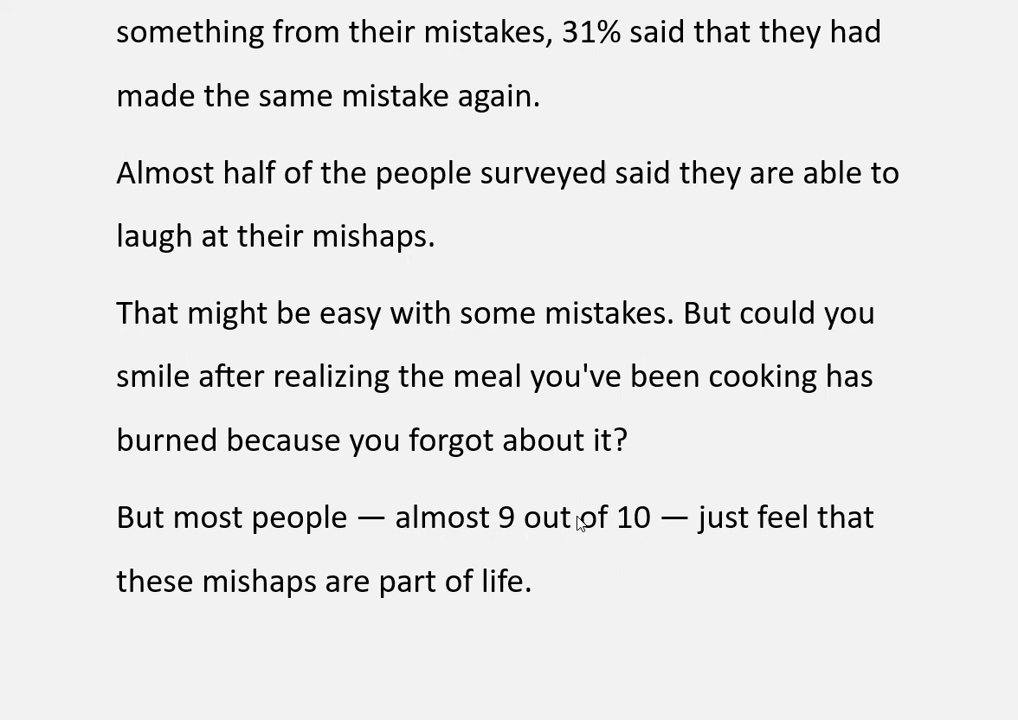 something from their mistakes, 31% said that they had
made the same mistake again.
Almost half of the people surveyed said they are able to
laugh at their mishaps.
That might be easy with some mistakes. But could you
smile after realizing the meal you've been cooking has
burned because you forgot about it?
But most people — almost 9 out of 10 — just feel that
these mishaps are part of life.